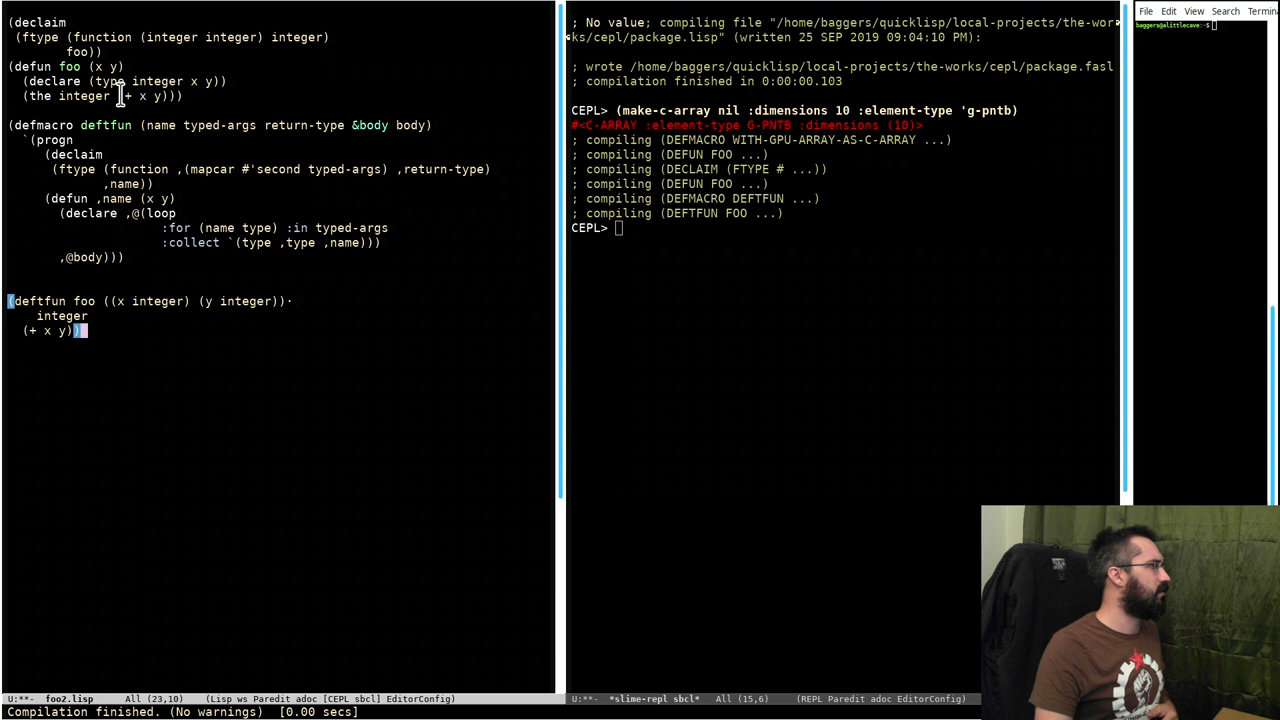 (declaim
(ftype (function (integer integer) integer)
foo))
(defun foo (x y)
(declare (type integer x y))
(the integer (+ x y)))
(defmacro deftfun (name typed-args return-type &body body)
`(progn
(declaim
(ftype (function ,(mapcar #'second typed-args) ,return-type)
,name))
(defun ,name (x y)
(declare ,@(loop
:for (name type) :in typed-args
:collect `(type ,type ,name)))
,@body)))
(deftfun foo ((x integer) (y integer))·
integer
(+ x y))
U:**- foo2.lisp All (23,10) (Lisp ws Paredit adoc [CEPL sbcl] EditorConfig)
Compilation finished. (No warnings) [0.00 secs]
; No value; compiling file "/home/baggers/quicklisp/local-projects/the-wor
ks/cepl/package.lisp" (written 25 SEP 2019 09:04:10 PM):
; wrote /home/baggers/quicklisp/local-projects/the-works/cepl/package.fasl
; compilation finished in 0:00:00.103
CEPL> (make-c-array nil :dimensions 10 :element-type 'g-pntb)
#<C-ARRAY :element-type G-PNTB :dimensions (10)>
; compiling (DEFMACRO WITH-GPU-ARRAY-AS-C-ARRAY ...)
; compiling (DEFUN FOO ...)
; compiling (DECLAIM (FTYPE # ...))
; compiling (DEFUN FOO ...)
; compiling (DEFMACRO DEFTFUN ...)
; compiling (DEFTFUN FOO ...)
CEPL>
U:**- *slime-repl sbcl* All (15,6) (REPL Paredit adoc EditorConfig)
File Edit View Search Termin
baggers@alittlecave:~$